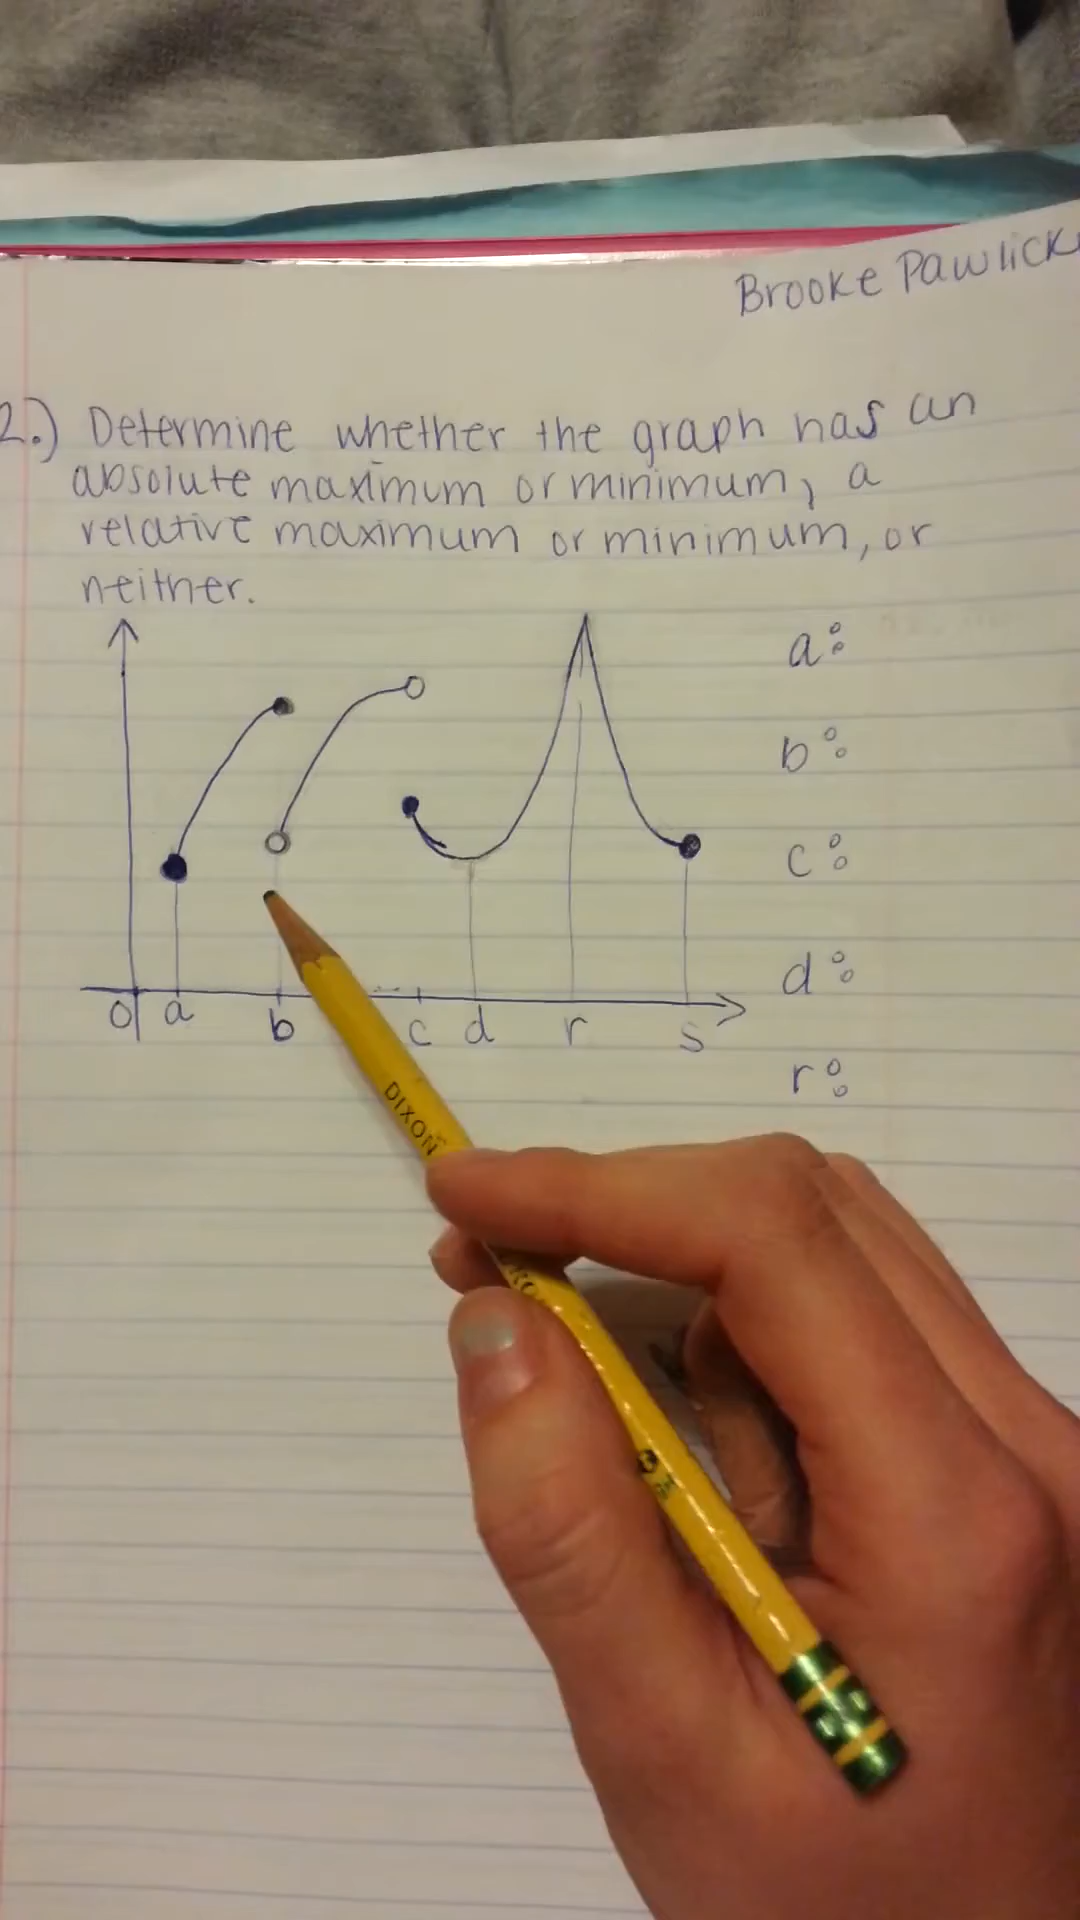 Brooke Pawlick
2.) Determine whether the graph has an
absolute maximum or minimum, a
relative maximum or minimum, or
neither.
a:
b:
c:
d:
r:
0 a b c d r s
DIXON